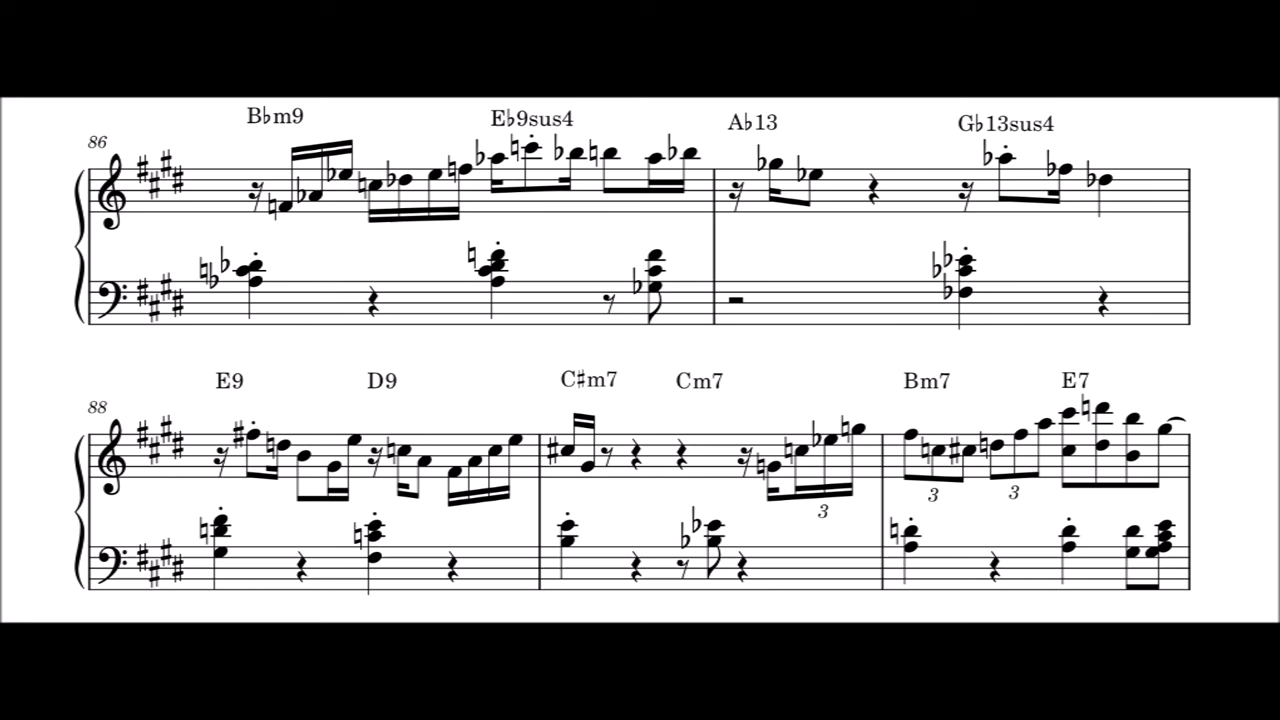 B♭m9 E♭9sus4 A♭13 G♭13sus4
86
E9 D9 C♯m7 Cm7 Bm7 E7
88
3 3 3